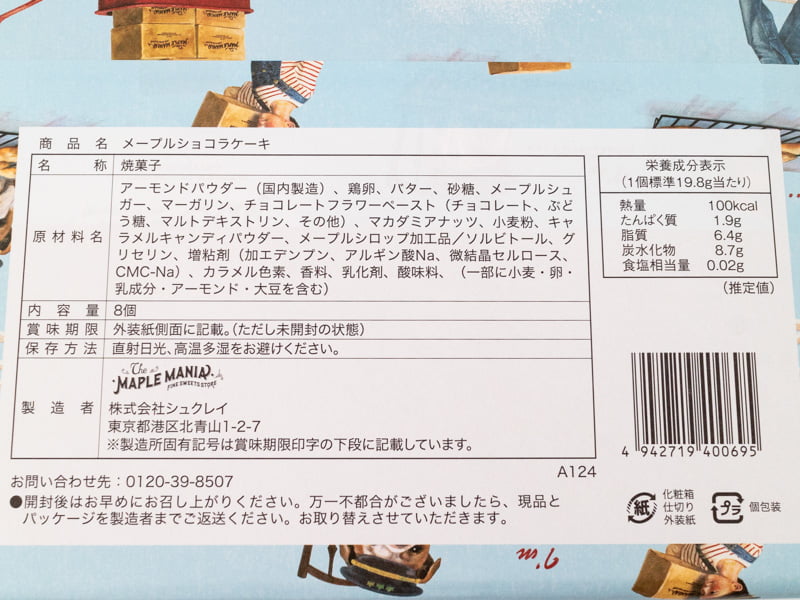 商品名 メープルショコラケーキ
名称 焼菓子
原材料名 アーモンドパウダー（国内製造）、鶏卵、バター、砂糖、メープルシュ
ガー、マーガリン、チョコレートフラワーペースト（チョコレート、ぶど
う糖、マルトデキストリン、その他）、マカダミアナッツ、小麦粉、キャ
ラメルキャンディパウダー、メープルシロップ加工品／ソルビトール、グ
リセリン、増粘剤（加工デンプン、アルギン酸Na、微結晶セルロース、
CMC-Na）、カラメル色素、香料、乳化剤、酸味料、（一部に小麦・卵・
乳成分・アーモンド・大豆を含む）
内容量 8個
賞味期限 外装紙側面に記載。（ただし未開封の状態）
保存方法 直射日光、高温多湿をお避けください。
製造者
The
MAPLE MANIA
FINE SWEETS STORE
株式会社シュクレイ
東京都港区北青山1-2-7
※製造所固有記号は賞味期限印字の下段に記載しています。
A124
お問い合わせ先：0120-39-8507
●開封後はお早めにお召し上がりください。万一不都合がございましたら、現品と
パッケージを製造者までご返送ください。お取り替えさせていただきます。
栄養成分表示
（1個標準19.8g当たり）
熱量 100kcal
たんぱく質 1.9g
脂質 6.4g
炭水化物 8.7g
食塩相当量 0.02g
（推定値）
4 942719 400695
紙
化粧箱
仕切り
外装紙
プラ
個包装
I'm